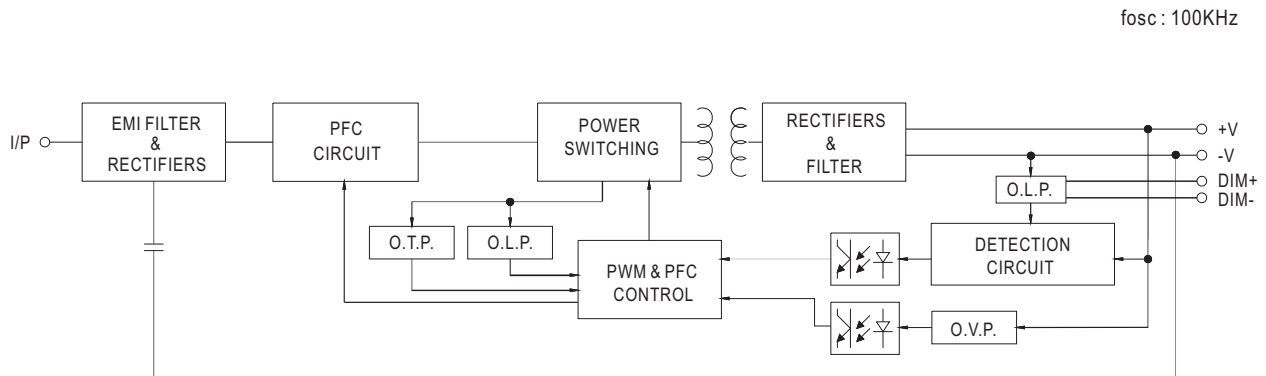 fosc : 100KHz
I/P
EMI FILTER
&
RECTIFIERS
PFC
CIRCUIT
POWER
SWITCHING
RECTIFIERS
&
FILTER
+V
-V
DIM+
DIM-
O.L.P.
O.T.P.
O.L.P.
PWM & PFC
CONTROL
DETECTION
CIRCUIT
O.V.P.